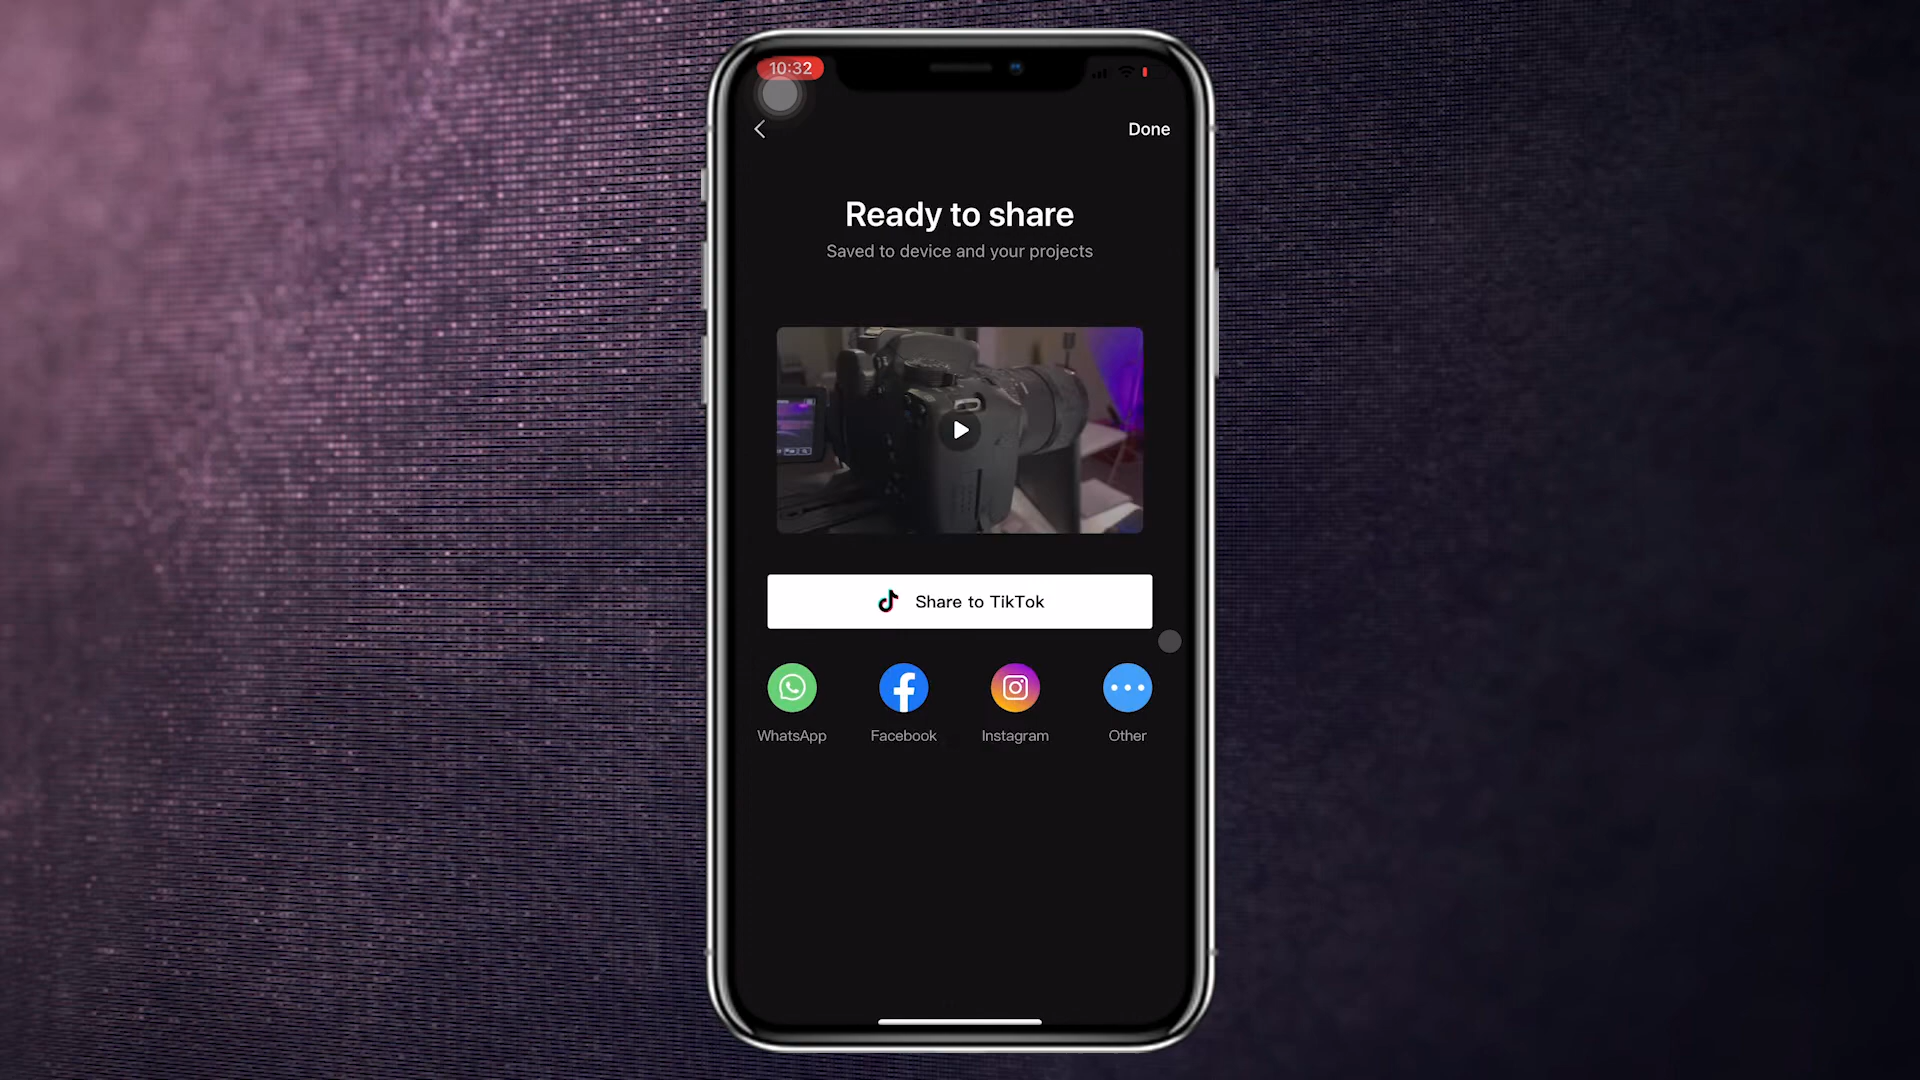 10:32
Done
Ready to share
Saved to device and your projects
Share to TikTok
WhatsApp
Facebook
Instagram
Other